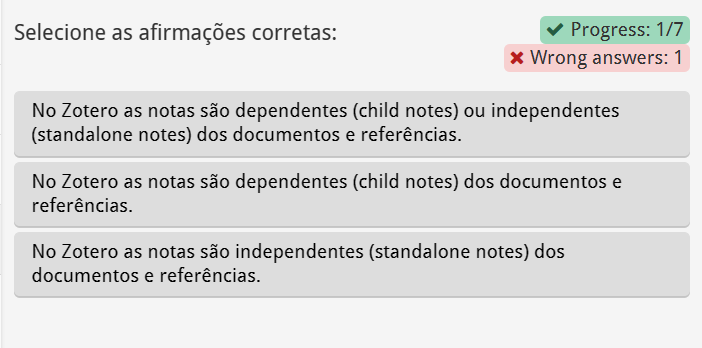 Selecione as afirmações corretas:
Progress: 1/7
Wrong answers: 1
No Zotero as notas são dependentes (child notes) ou independentes
(standalone notes) dos documentos e referências.
No Zotero as notas são dependentes (child notes) dos documentos e
referências.
No Zotero as notas são independentes (standalone notes) dos
documentos e referências.